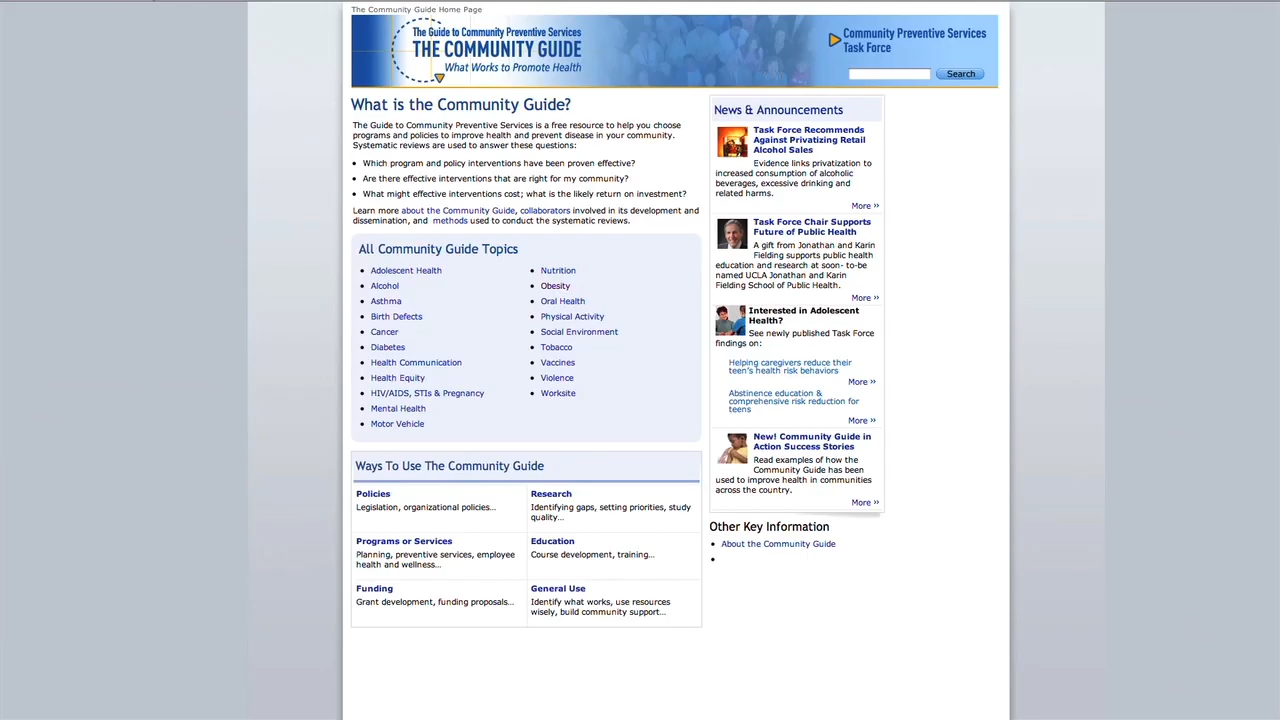 The Community Guide Home Page
The Guide to Community Preventive Services
THE COMMUNITY GUIDE
What Works to Promote Health
Community Preventive Services
Task Force
Search
What is the Community Guide?
The Guide to Community Preventive Services is a free resource to help you choose
programs and policies to improve health and prevent disease in your community.
Systematic reviews are used to answer these questions:
• Which program and policy interventions have been proven effective?
• Are there effective interventions that are right for my community?
• What might effective interventions cost; what is the likely return on investment?
Learn more about the Community Guide, collaborators involved in its development and
dissemination, and methods used to conduct the systematic reviews.
All Community Guide Topics
• Adolescent Health
• Alcohol
• Asthma
• Birth Defects
• Cancer
• Diabetes
• Health Communication
• Health Equity
• HIV/AIDS, STIs & Pregnancy
• Mental Health
• Motor Vehicle
• Nutrition
• Obesity
• Oral Health
• Physical Activity
• Social Environment
• Tobacco
• Vaccines
• Violence
• Worksite
Ways To Use The Community Guide
Policies
Legislation, organizational policies...
Research
Identifying gaps, setting priorities, study
quality...
Programs or Services
Planning, preventive services, employee
health and wellness...
Education
Course development, training...
Funding
Grant development, funding proposals...
General Use
Identify what works, use resources
wisely, build community support...
News & Announcements
Task Force Recommends
Against Privatizing Retail
Alcohol Sales
Evidence links privatization to
increased consumption of alcoholic
beverages, excessive drinking and
related harms.
More ››
Task Force Chair Supports
Future of Public Health
A gift from Jonathan and Karin
Fielding supports public health
education and research at soon- to-be
named UCLA Jonathan and Karin
Fielding School of Public Health.
More ››
Interested in Adolescent
Health?
See newly published Task Force
findings on:
Helping caregivers reduce their
teen's health risk behaviors
More ››
Abstinence education &
comprehensive risk reduction for
teens
More ››
New! Community Guide in
Action Success Stories
Read examples of how the
Community Guide has been
used to improve health in communities
across the country.
More ››
Other Key Information
• About the Community Guide
•